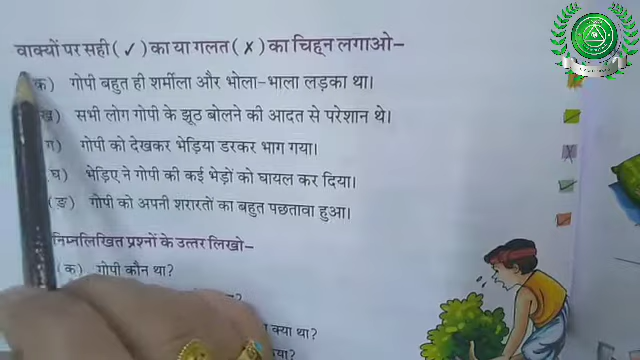 वाक्यों पर सही ( ✓ ) का या गलत ( ✗ ) का चिह्न लगाओ–
क) गोपी बहुत ही शर्मीला और भोला-भाला लड़का था।
ख) सभी लोग गोपी के झूठ बोलने की आदत से परेशान थे।
ग) गोपी को देखकर भेड़िया डरकर भाग गया।
घ) भेड़िए ने गोपी की कई भेड़ों को घायल कर दिया।
(ङ) गोपी को अपनी शरारतों का बहुत पछतावा हुआ।
निम्नलिखित प्रश्नों के उत्तर लिखो–
(क) गोपी कौन था?
क्या था?